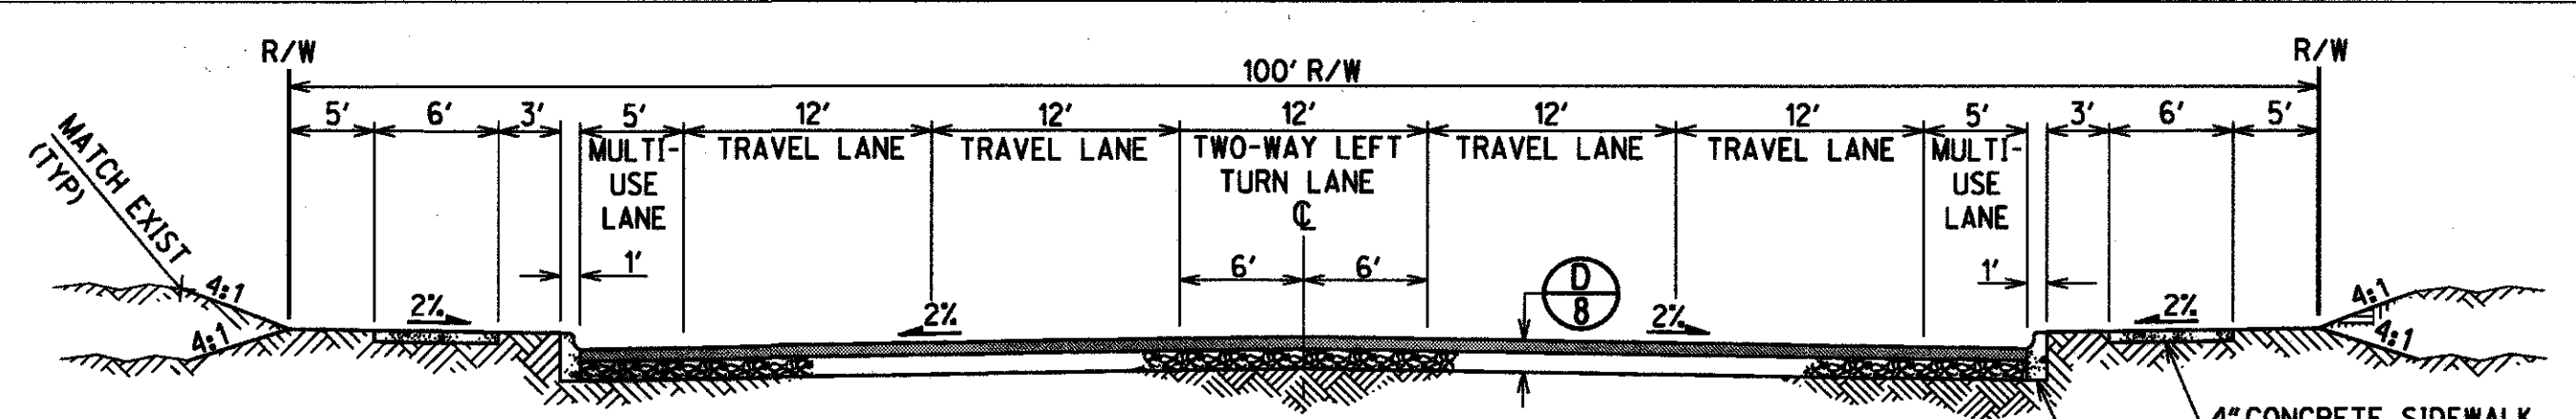 R/W
R/W
100' R/W
5' 6' 3' 5' 12' 12' 12' 12' 12' 5' 3' 6' 5'
MULTI-
USE
LANE
TRAVEL LANE
TRAVEL LANE
TWO-WAY LEFT
TURN LANE
℄
TRAVEL LANE
TRAVEL LANE
MULTI-
USE
LANE
MATCH EXIST
(TYP)
1'
6' 6'
1'
D
8
4:1
4:1
2%
2%
2%
2%
4:1
4:1
4" CONCRETE SIDEWALK